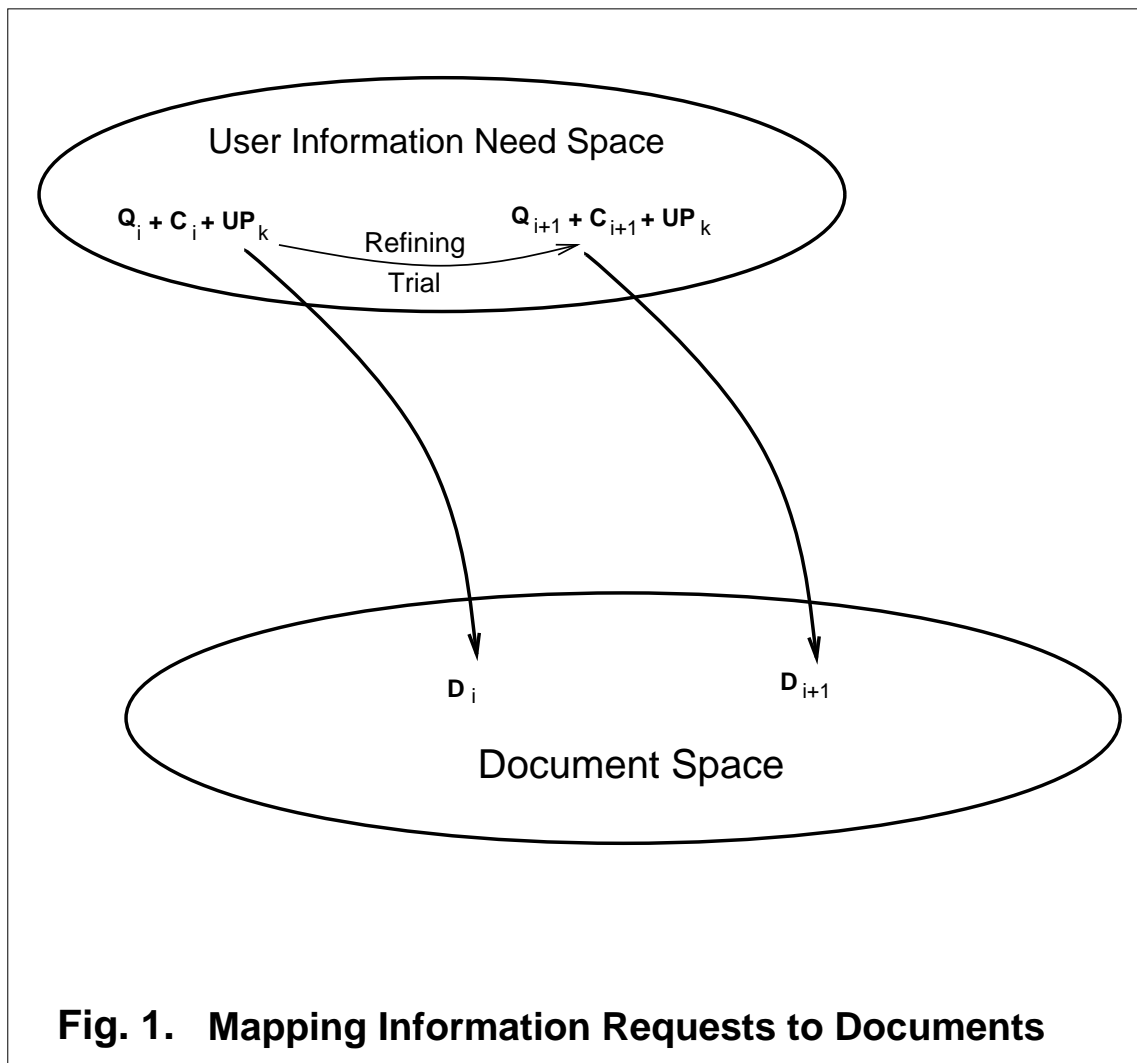 User Information Need Space
Q i + C i + UP k
Q i+1 + C i+1 + UP k
Refining
Trial
D i
D i+1
Document Space
Fig. 1. Mapping Information Requests to Documents